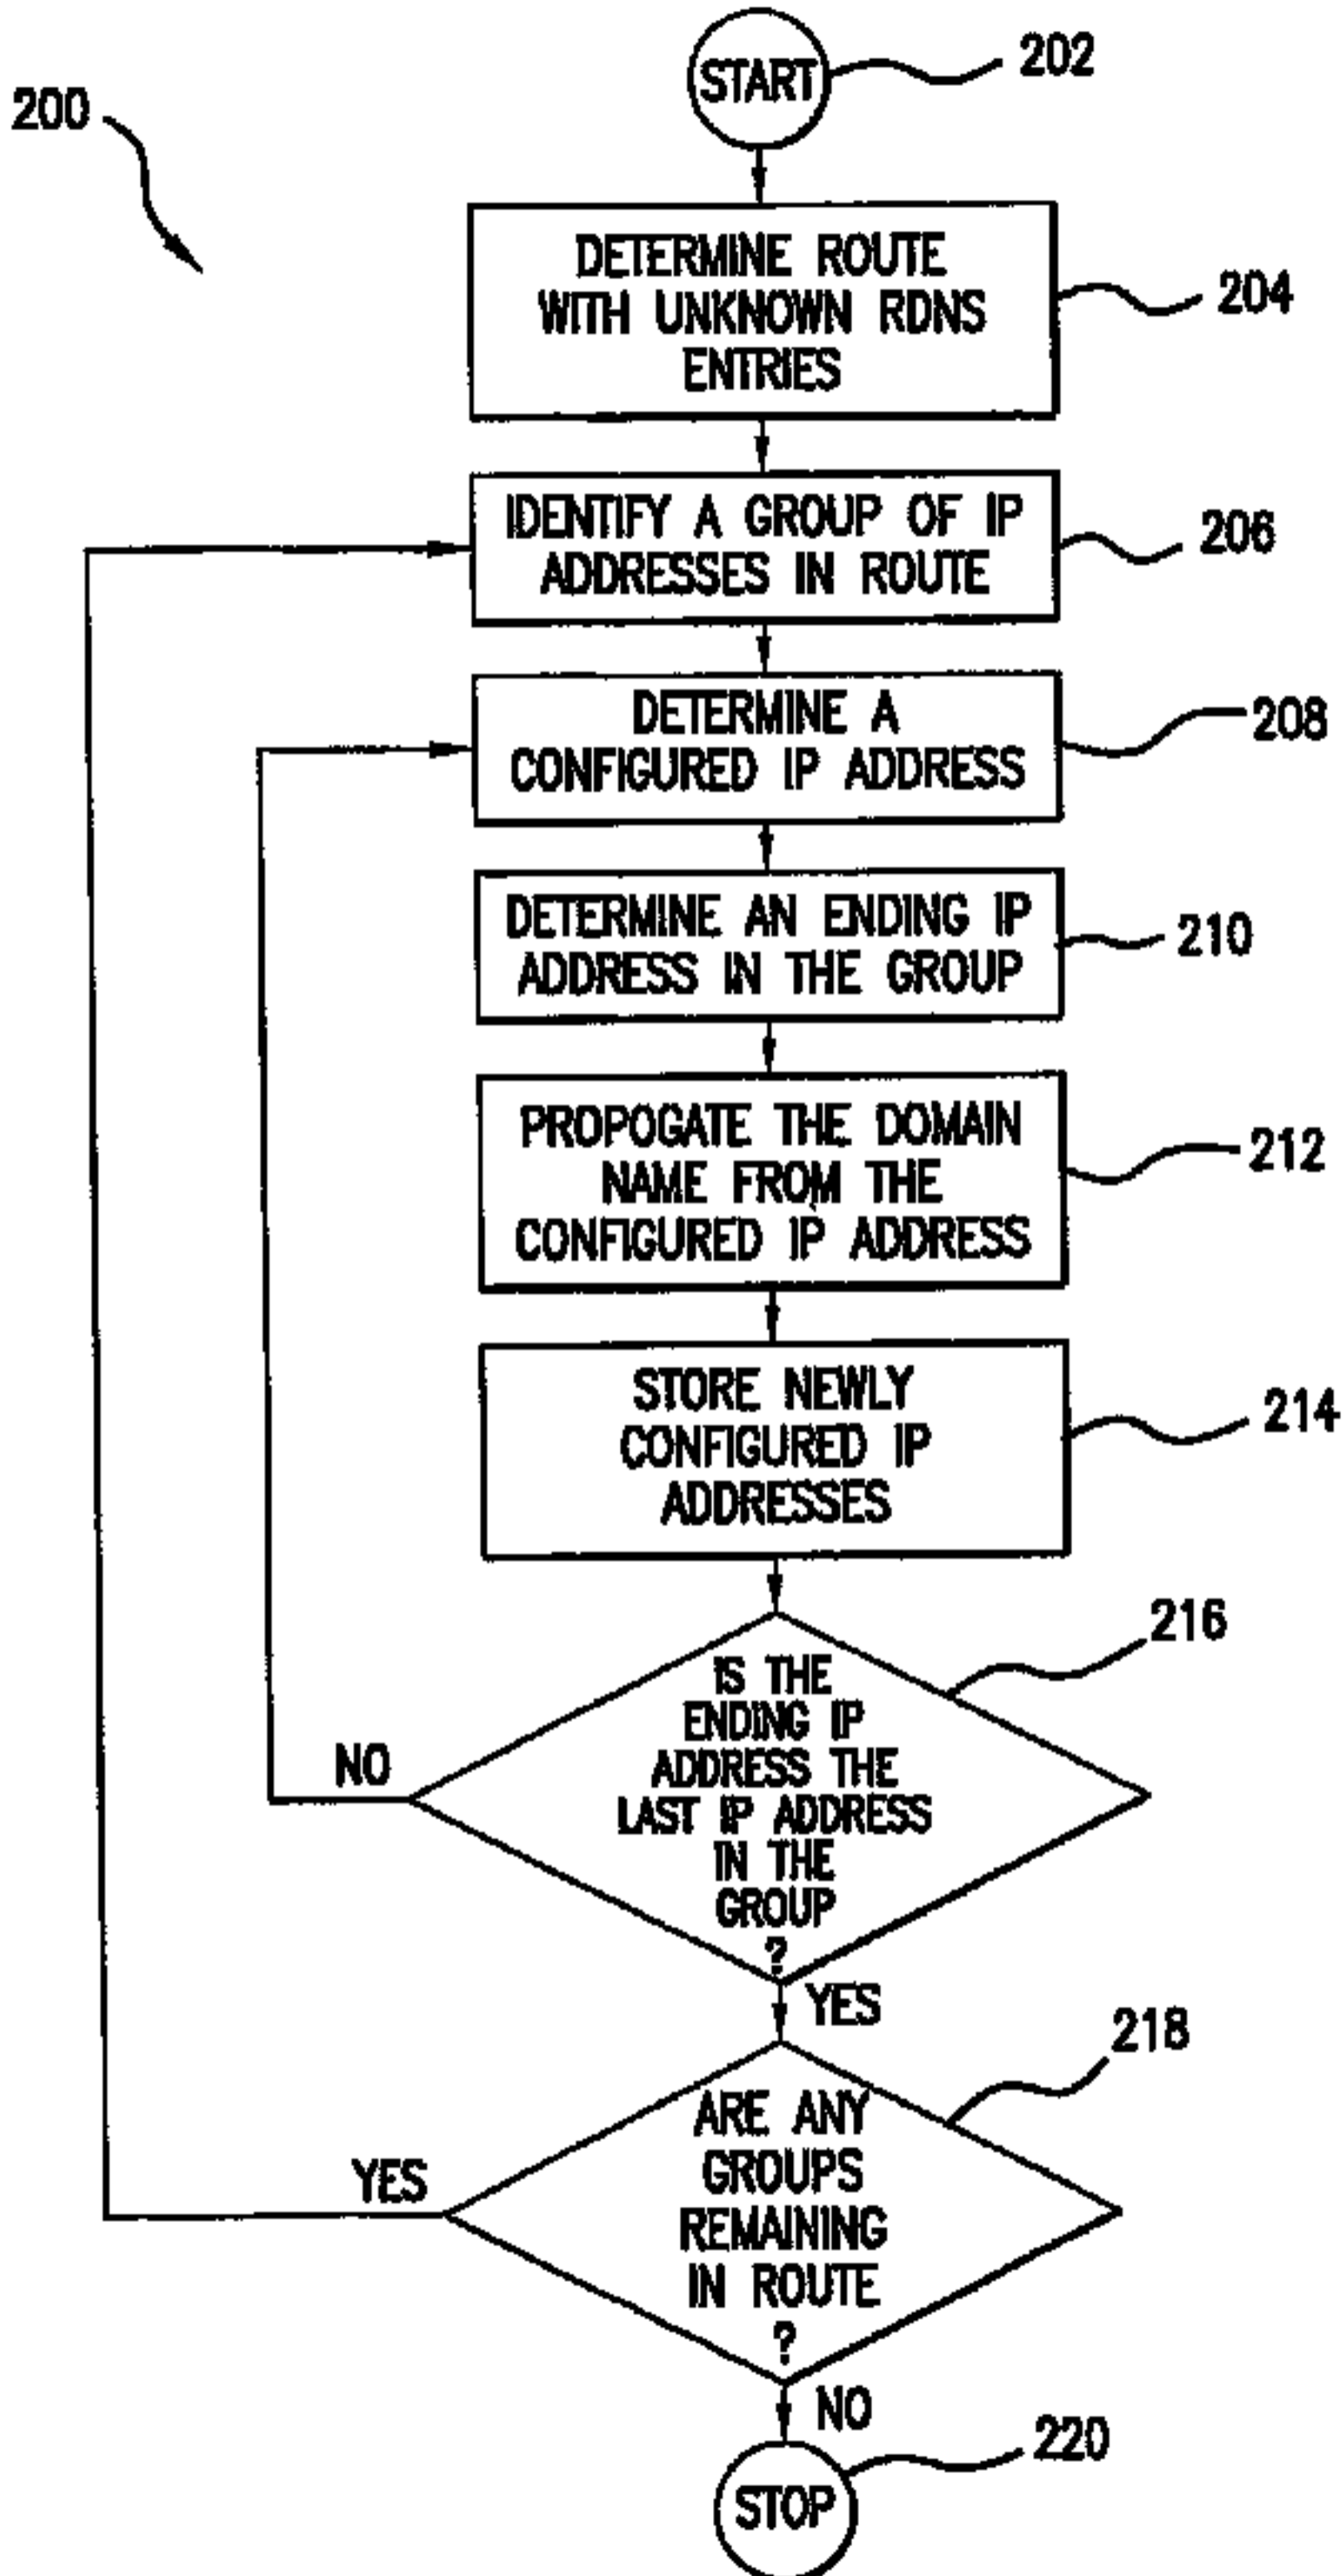 START
202
200
DETERMINE ROUTE
WITH UNKNOWN RDNS
ENTRIES
204
IDENTIFY A GROUP OF IP
ADDRESSES IN ROUTE
206
DETERMINE A
CONFIGURED IP ADDRESS
208
DETERMINE AN ENDING IP
ADDRESS IN THE GROUP
210
PROPOGATE THE DOMAIN
NAME FROM THE
CONFIGURED IP ADDRESS
212
STORE NEWLY
CONFIGURED IP
ADDRESSES
214
IS THE
ENDING IP
ADDRESS THE
LAST IP ADDRESS
IN THE
GROUP
?
216
NO
YES
ARE ANY
GROUPS
REMAINING
IN ROUTE
?
218
YES
NO
STOP
220